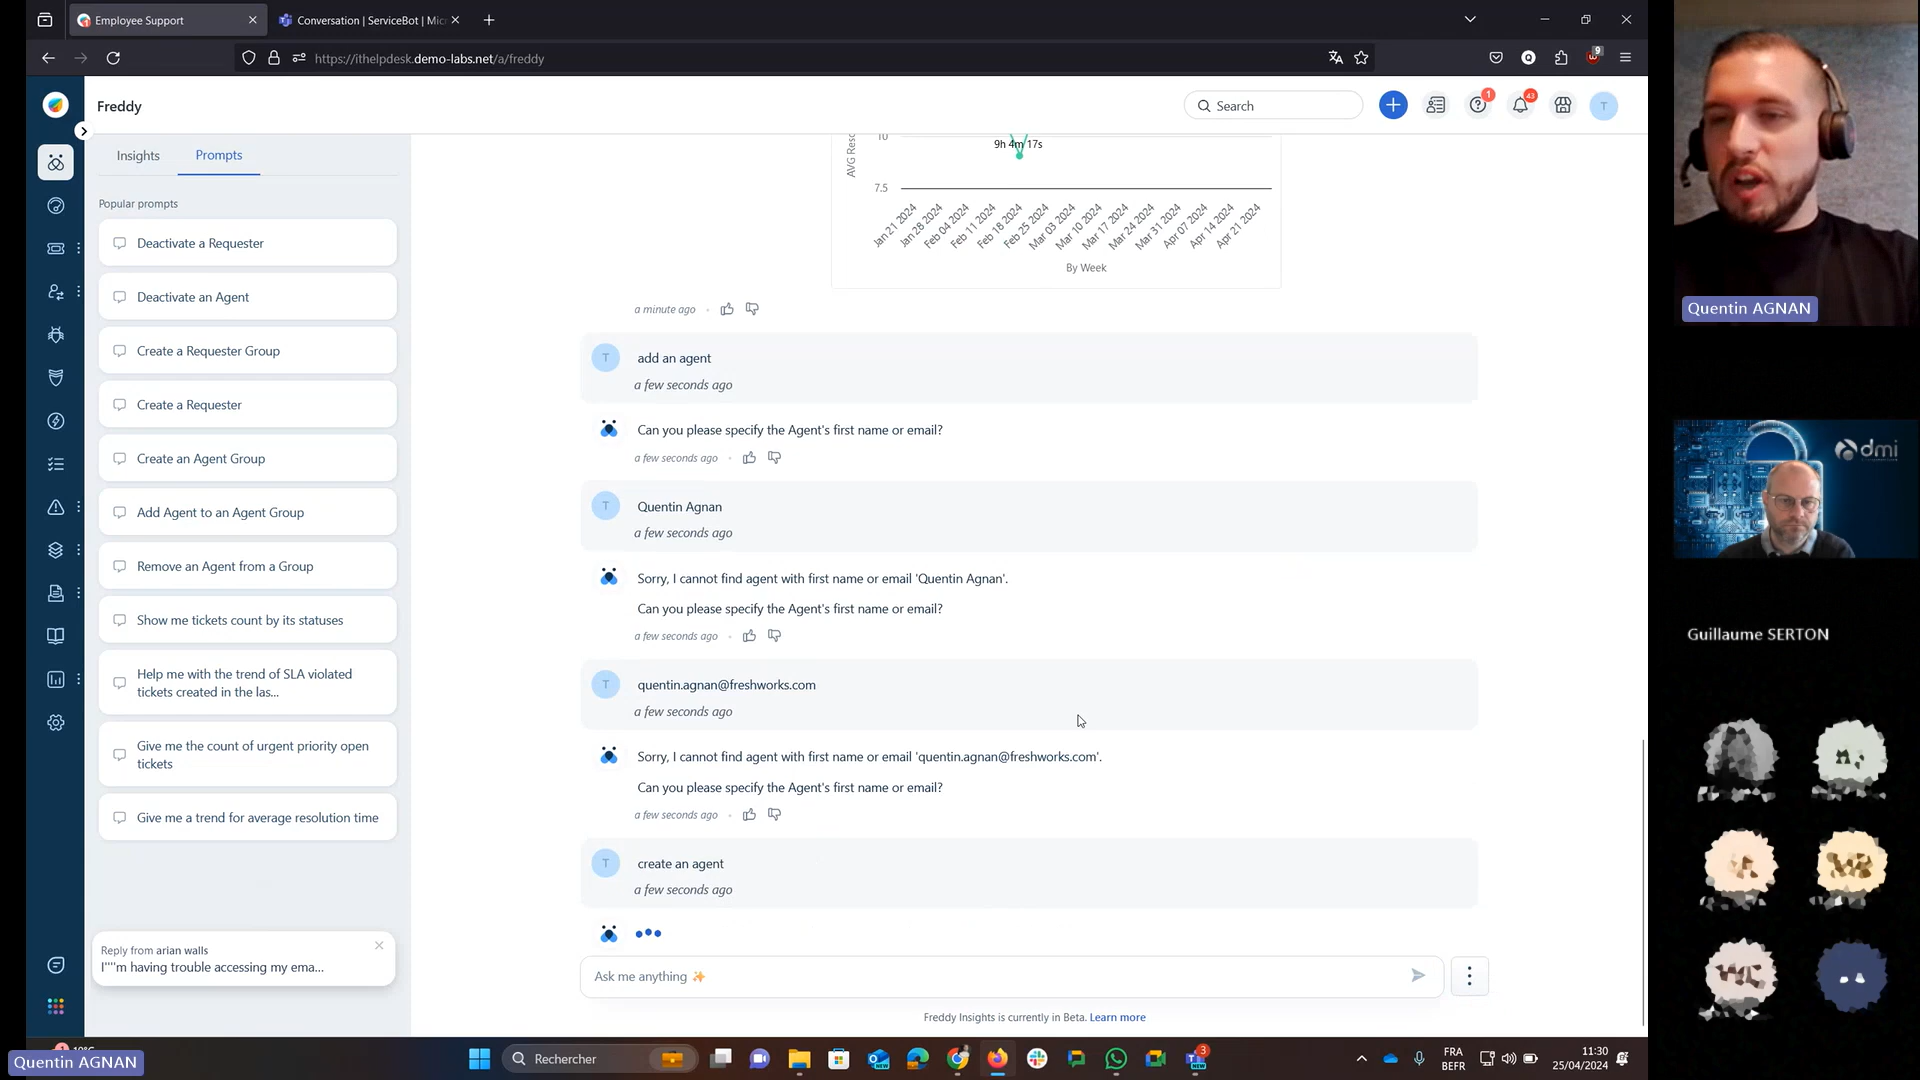 Employee Support
Conversation | ServiceBot | Mic
https://ithelpdesk.demo-labs.net/a/freddy
9
Freddy
Search
1
43
T
Insights
Prompts
Popular prompts
Deactivate a Requester
Deactivate an Agent
Create a Requester Group
Create a Requester
Create an Agent Group
Add Agent to an Agent Group
Remove an Agent from a Group
Show me tickets count by its statuses
Help me with the trend of SLA violated
tickets created in the las...
Give me the count of urgent priority open
tickets
Give me a trend for average resolution time
Reply from arian walls
I''''m having trouble accessing my ema...
10
AVG Reso
9h 4m 17s
7.5
Jan 21 2024
Jan 28 2024
Feb 04 2024
Feb 11 2024
Feb 18 2024
Feb 25 2024
Mar 03 2024
Mar 10 2024
Mar 17 2024
Mar 24 2024
Mar 31 2024
Apr 07 2024
Apr 14 2024
Apr 21 2024
By Week
a minute ago
T
add an agent
a few seconds ago
Can you please specify the Agent's first name or email?
a few seconds ago
T
Quentin Agnan
a few seconds ago
Sorry, I cannot find agent with first name or email 'Quentin Agnan'.
Can you please specify the Agent's first name or email?
a few seconds ago
T
quentin.agnan@freshworks.com
a few seconds ago
Sorry, I cannot find agent with first name or email 'quentin.agnan@freshworks.com'.
Can you please specify the Agent's first name or email?
a few seconds ago
T
create an agent
a few seconds ago
Ask me anything ✨
Freddy Insights is currently in Beta. Learn more
Quentin AGNAN
dmi
Guillaume SERTON
Quentin AGNAN
Rechercher
NEW
3
NEW
FRA
BEFR
11:30
25/04/2024